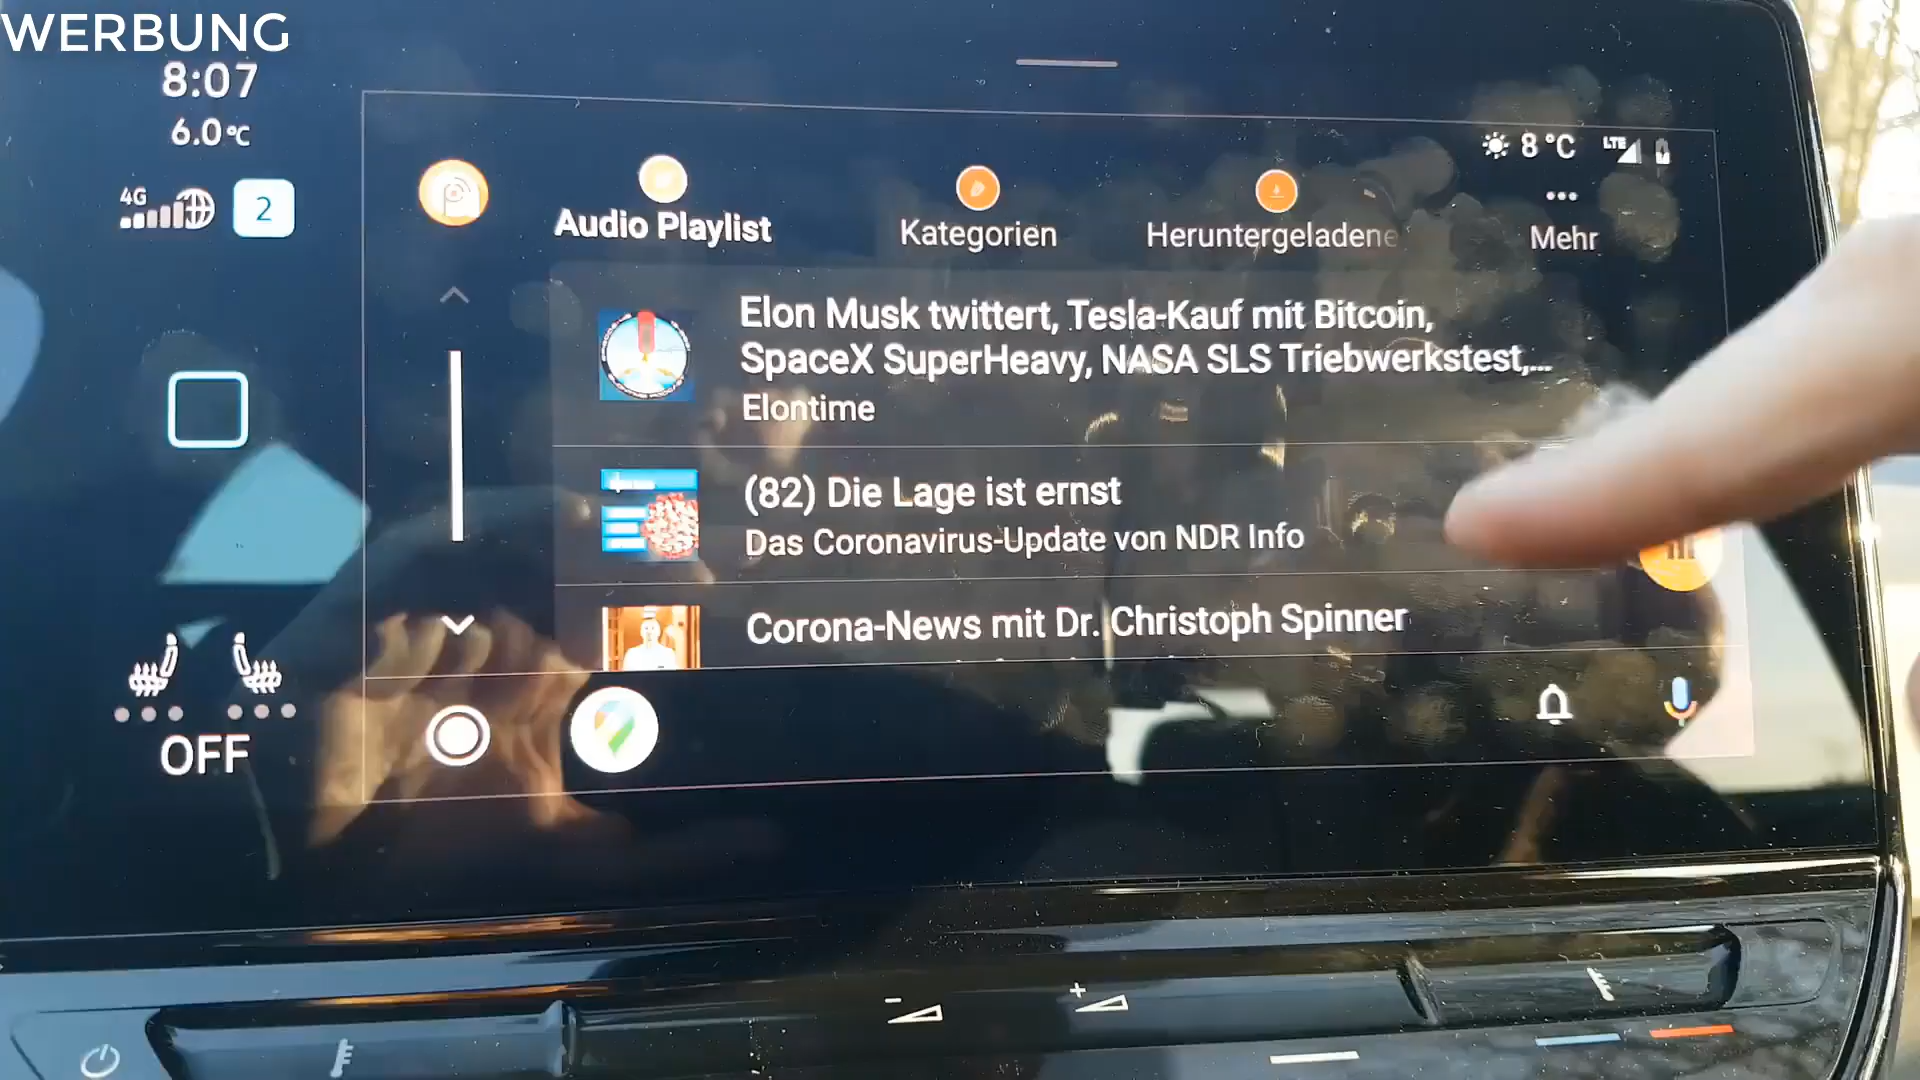 WERBUNG
8:07
6.0°C
4G
2
8°C
LTE
Audio Playlist
Kategorien
Heruntergeladene
Mehr
Elon Musk twittert, Tesla-Kauf mit Bitcoin,
SpaceX SuperHeavy, NASA SLS Triebwerkstest,...
Elontime
(82) Die Lage ist ernst
Das Coronavirus-Update von NDR Info
Corona-News mit Dr. Christoph Spinner
OFF